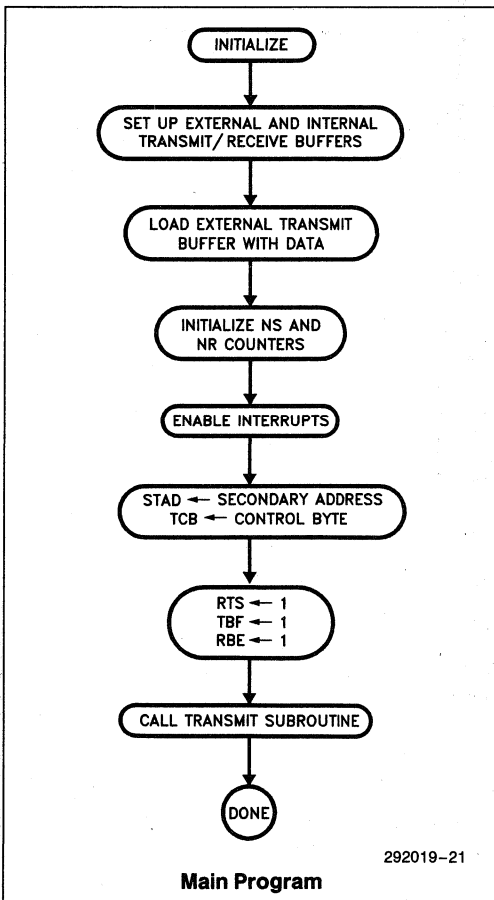 INITIALIZE
SET UP EXTERNAL AND INTERNAL
TRANSMIT/RECEIVE BUFFERS
LOAD EXTERNAL TRANSMIT
BUFFER WITH DATA
INITIALIZE NS AND
NR COUNTERS
ENABLE INTERRUPTS
STAD ← SECONDARY ADDRESS
TCB ← CONTROL BYTE
RTS ← 1
TBF ← 1
RBE ← 1
CALL TRANSMIT SUBROUTINE
DONE
292019-21
Main Program